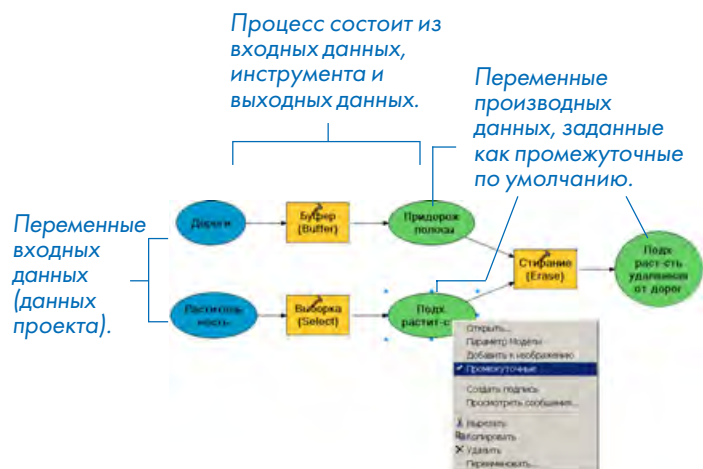 Процесс состоит из
входных данных,
инструмента и
выходных данных.
Переменные
производных
данных, заданные
как промежуточные
по умолчанию.
Переменные
входных
данных
(данных
проекта).
Дороги
Буфер
(Buffer)
Придорож
полосы
Стирание
(Erase)
Подх
раст-сть
удаленная
от дорог
Раститель
ность
Выборка
(Select)
Подх.
растит-с
Открыть...
Параметр Модели
Добавить к изображению
Промежуточные
Создать подпись
Просмотреть сообщения...
Вырезать
Копировать
Удалить
Переименовать...